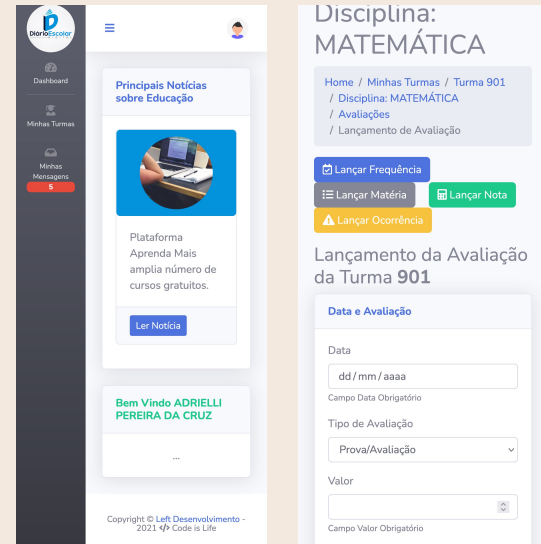 DiárioEscolar
Dashboard
Minhas Turmas
Minhas
Mensagens
5
Principais Notícias
sobre Educação
Plataforma
Aprenda Mais
amplia número de
cursos gratuitos.
Ler Notícia
Bem Vindo ADRIELLI
PEREIRA DA CRUZ
...
Copyright © Left Desenvolvimento -
2021 </> Code is Life
Disciplina:
MATEMÁTICA
Home / Minhas Turmas / Turma 901
/ Disciplina: MATEMÁTICA
/ Avaliações
/ Lançamento de Avaliação
Lançar Frequência
Lançar Matéria
Lançar Nota
Lançar Ocorrência
Lançamento da Avaliação
da Turma 901
Data e Avaliação
Data
dd/mm/aaaa
Campo Data Obrigatório
Tipo de Avaliação
Prova/Avaliação
Valor
Campo Valor Obrigatório